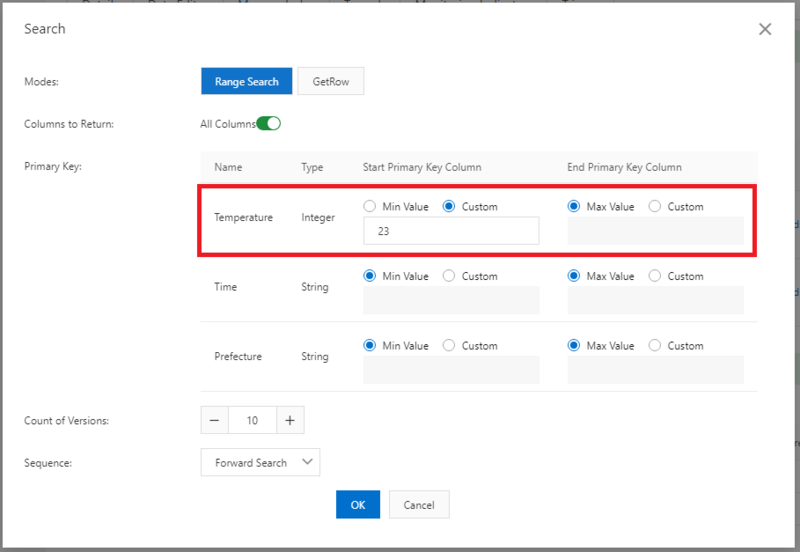 Search
Modes: Range Search GetRow
Columns to Return: All Columns
Primary Key: Name Type Start Primary Key Column End Primary Key Column
Min Value Custom Max Value Custom
Temperature Integer
23
Min Value Custom Max Value Custom
Time String
Min Value Custom Max Value Custom
Prefecture String
Count of Versions: 10
Sequence: Forward Search
OK Cancel